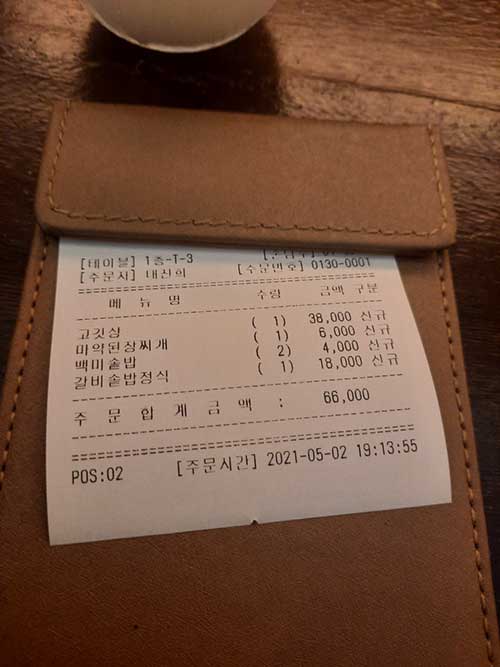 [테이블] 1층-T-3
[주문자] 내산의 [주문번호] 0130-0001
메 뉴 명 수량 금액 구분
고깃상 ( 1) 38,000 신규
마약된장찌개 ( 1) 6,000 신규
백미솥밥 ( 2) 4,000 신규
갈비솥밥정식 ( 1) 18,000 신규
주 문 합 계 금 액 : 66,000
POS:02 [주문시간] 2021-05-02 19:13:55